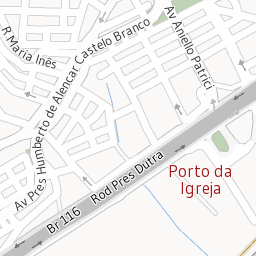 R Maria Inês
Av Pres Humberto de Alencar Castelo Branco
Av Aniello Patrici
Br 116
Rod Pres Dutra
Porto da
Igreja